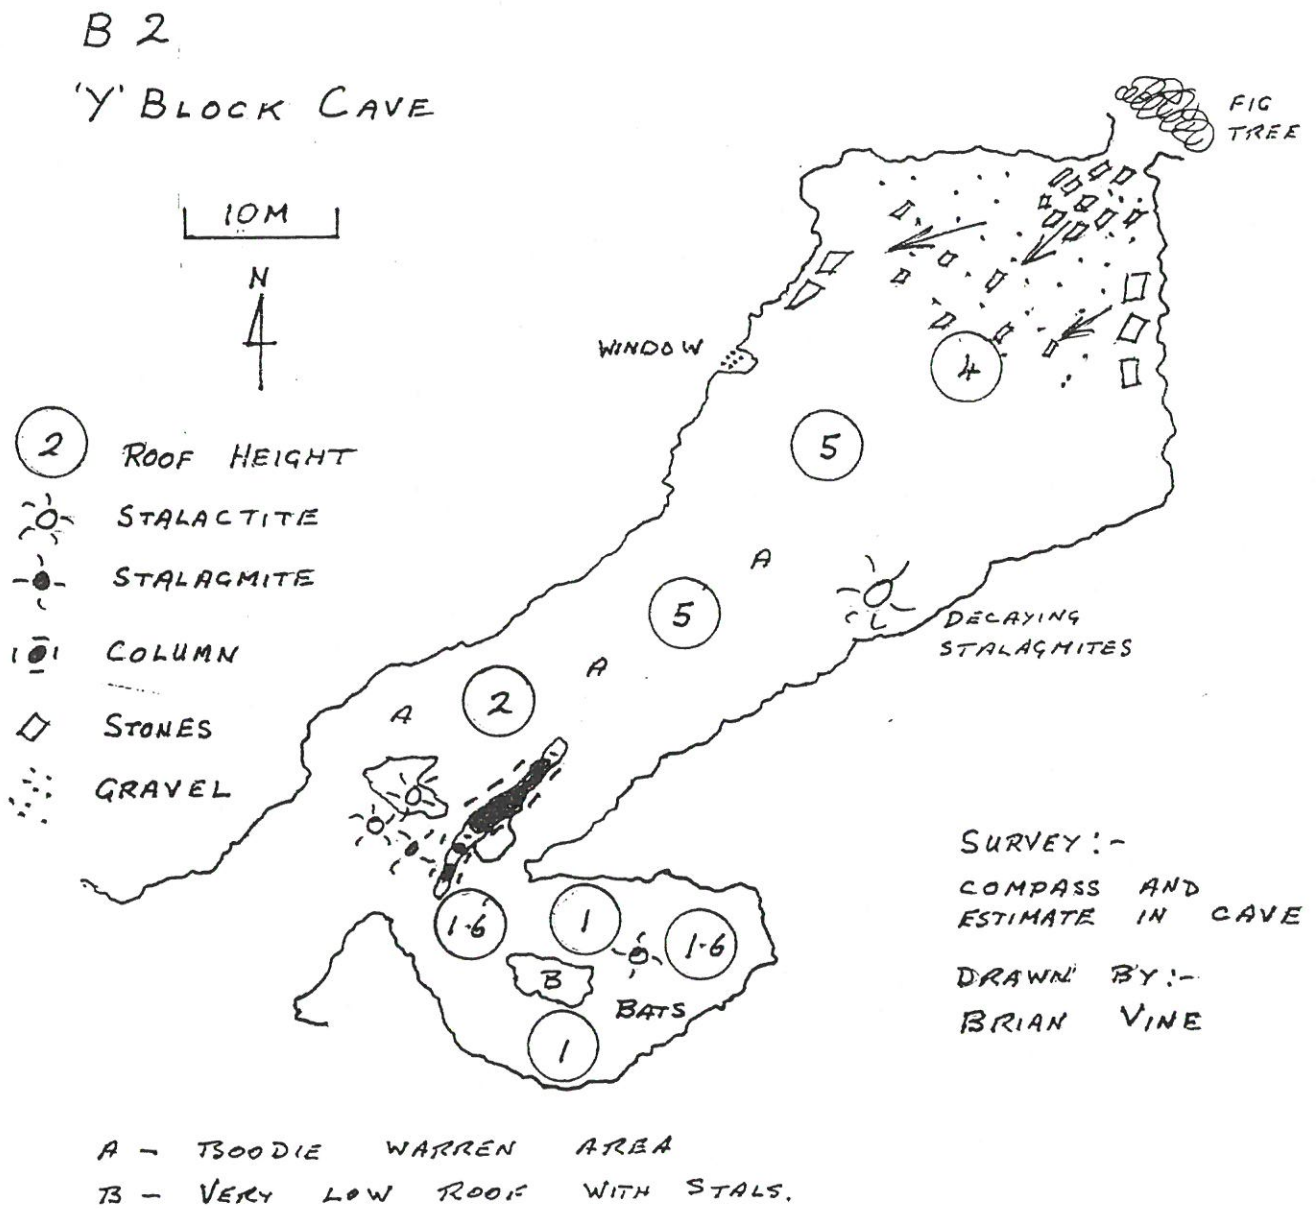 B 2
'Y' BLOCK CAVE
10M
N
FIG
TREE
WINDOW
4
5
5
2
A
A
A
DECAYING
STALAGMITES
2 ROOF HEIGHT
STALACTITE
STALAGMITE
COLUMN
STONES
GRAVEL
1.6
1
1.6
B
BATS
1
SURVEY:-
COMPASS AND
ESTIMATE IN CAVE
DRAWN BY:-
BRIAN VINE
A - BOODIE WARREN AREA
B - VERY LOW ROOF WITH STALS.